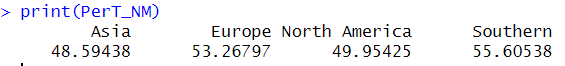 > print(PerT_NM)
Asia Europe North America Southern
48.59438 53.26797 49.95425 55.60538